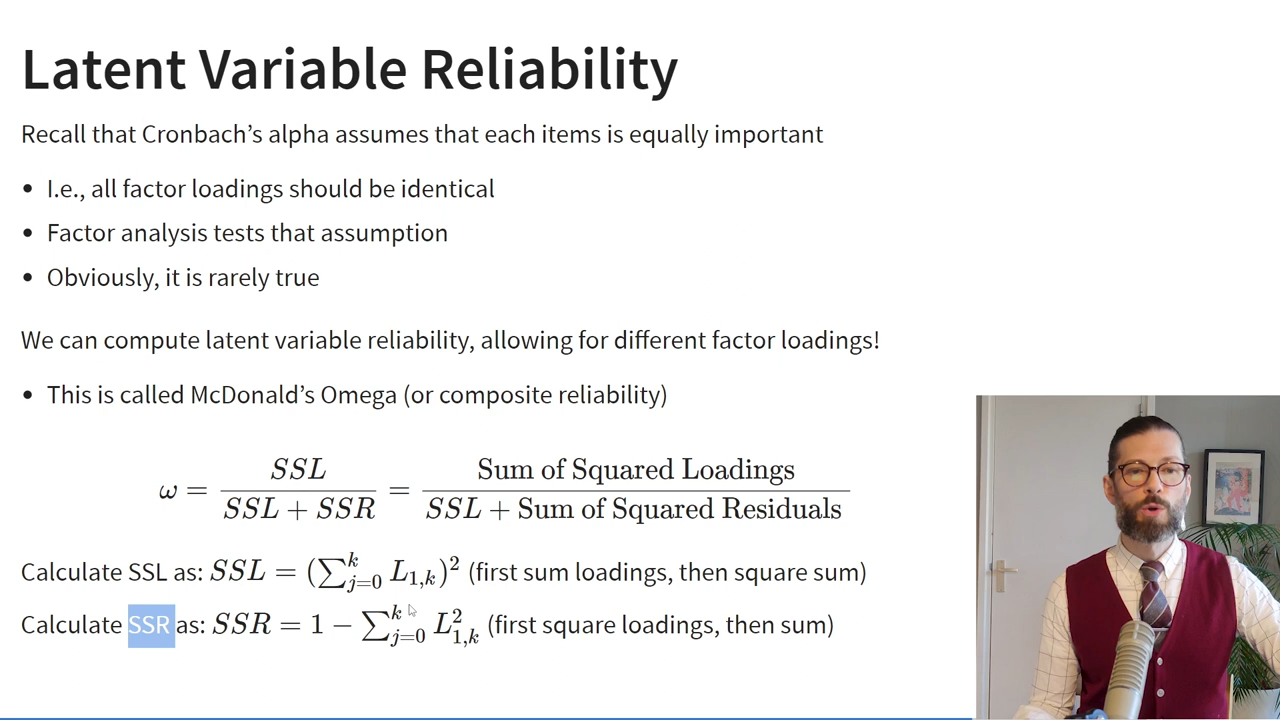 Latent Variable Reliability
Recall that Cronbach's alpha assumes that each items is equally important
• I.e., all factor loadings should be identical
• Factor analysis tests that assumption
• Obviously, it is rarely true
We can compute latent variable reliability, allowing for different factor loadings!
• This is called McDonald's Omega (or composite reliability)
ω = SSL / (SSL + SSR) = Sum of Squared Loadings / (SSL + Sum of Squared Residuals)
Calculate SSL as: SSL = (∑_{j=0}^{k} L_{1,k})^2 (first sum loadings, then square sum)
Calculate SSR as: SSR = 1 − ∑_{j=0}^{k} L_{1,k}^2 (first square loadings, then sum)